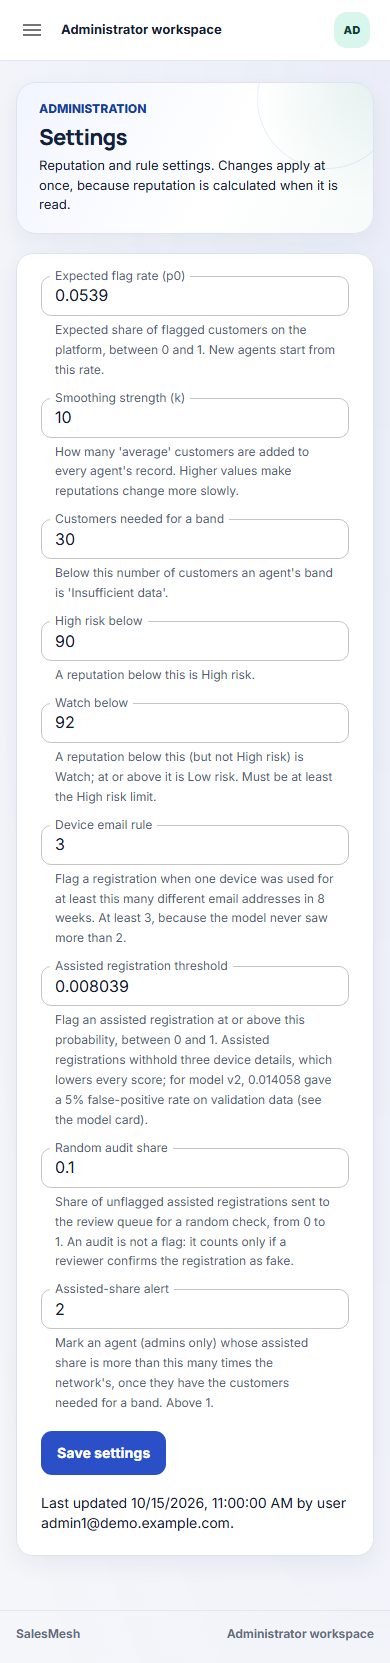 Administrator workspace
AD
ADMINISTRATION
Settings
Reputation and rule settings. Changes apply at
once, because reputation is calculated when it is
read.
Expected flag rate (p0)
0.0539
Expected share of flagged customers on the
platform, between 0 and 1. New agents start from
this rate.
Smoothing strength (k)
10
How many 'average' customers are added to
every agent's record. Higher values make
reputations change more slowly.
Customers needed for a band
30
Below this number of customers an agent's band
is 'Insufficient data'.
High risk below
90
A reputation below this is High risk.
Watch below
92
A reputation below this (but not High risk) is
Watch; at or above it is Low risk. Must be at least
the High risk limit.
Device email rule
3
Flag a registration when one device was used for
at least this many different email addresses in 8
weeks. At least 3, because the model never saw
more than 2.
Assisted registration threshold
0.008039
Flag an assisted registration at or above this
probability, between 0 and 1. Assisted
registrations withhold three device details, which
lowers every score; for model v2, 0.014058 gave
a 5% false-positive rate on validation data (see
the model card).
Random audit share
0.1
Share of unflagged assisted registrations sent to
the review queue for a random check, from 0 to
1. An audit is not a flag: it counts only if a
reviewer confirms the registration as fake.
Assisted-share alert
2
Mark an agent (admins only) whose assisted
share is more than this many times the
network's, once they have the customers
needed for a band. Above 1.
Save settings
Last updated 10/15/2026, 11:00:00 AM by user
admin1@demo.example.com.
SalesMesh
Administrator workspace